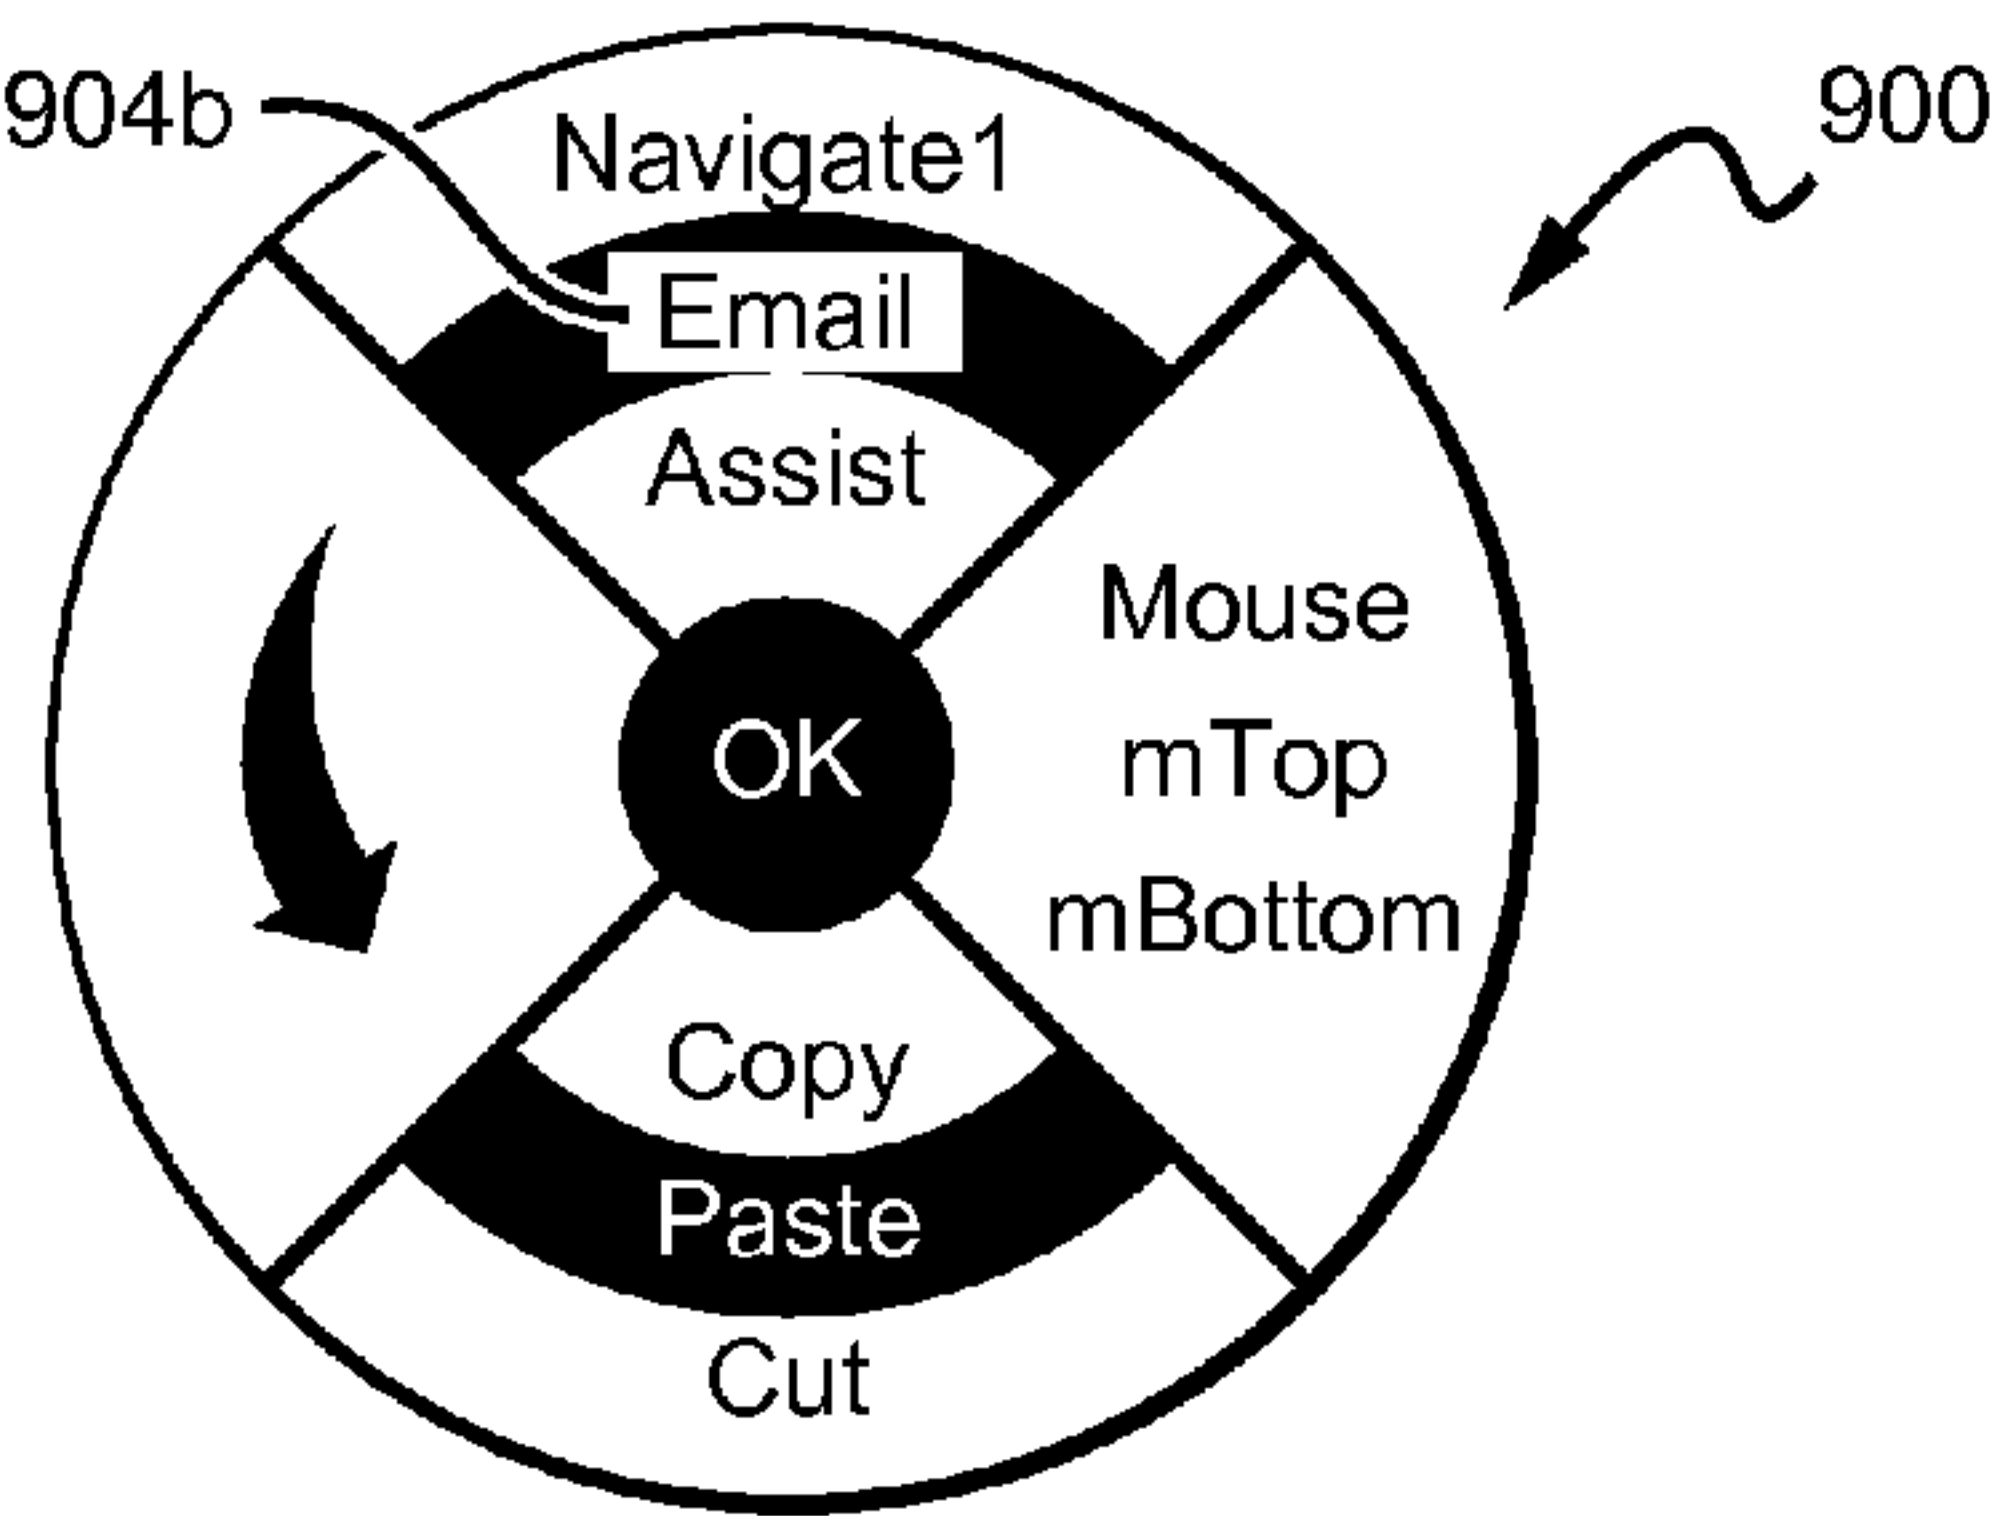 904b
900
Navigate1
Email
Assist
Mouse
OK
mTop
mBottom
Copy
Paste
Cut